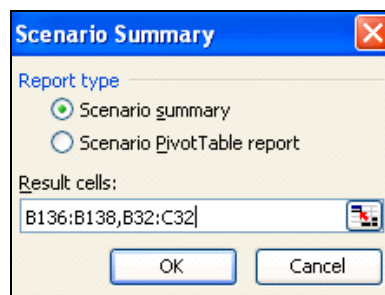 Scenario Summary
Report type
Scenario summary
Scenario PivotTable report
Result cells:
B136:B138,B32:C32
OK Cancel